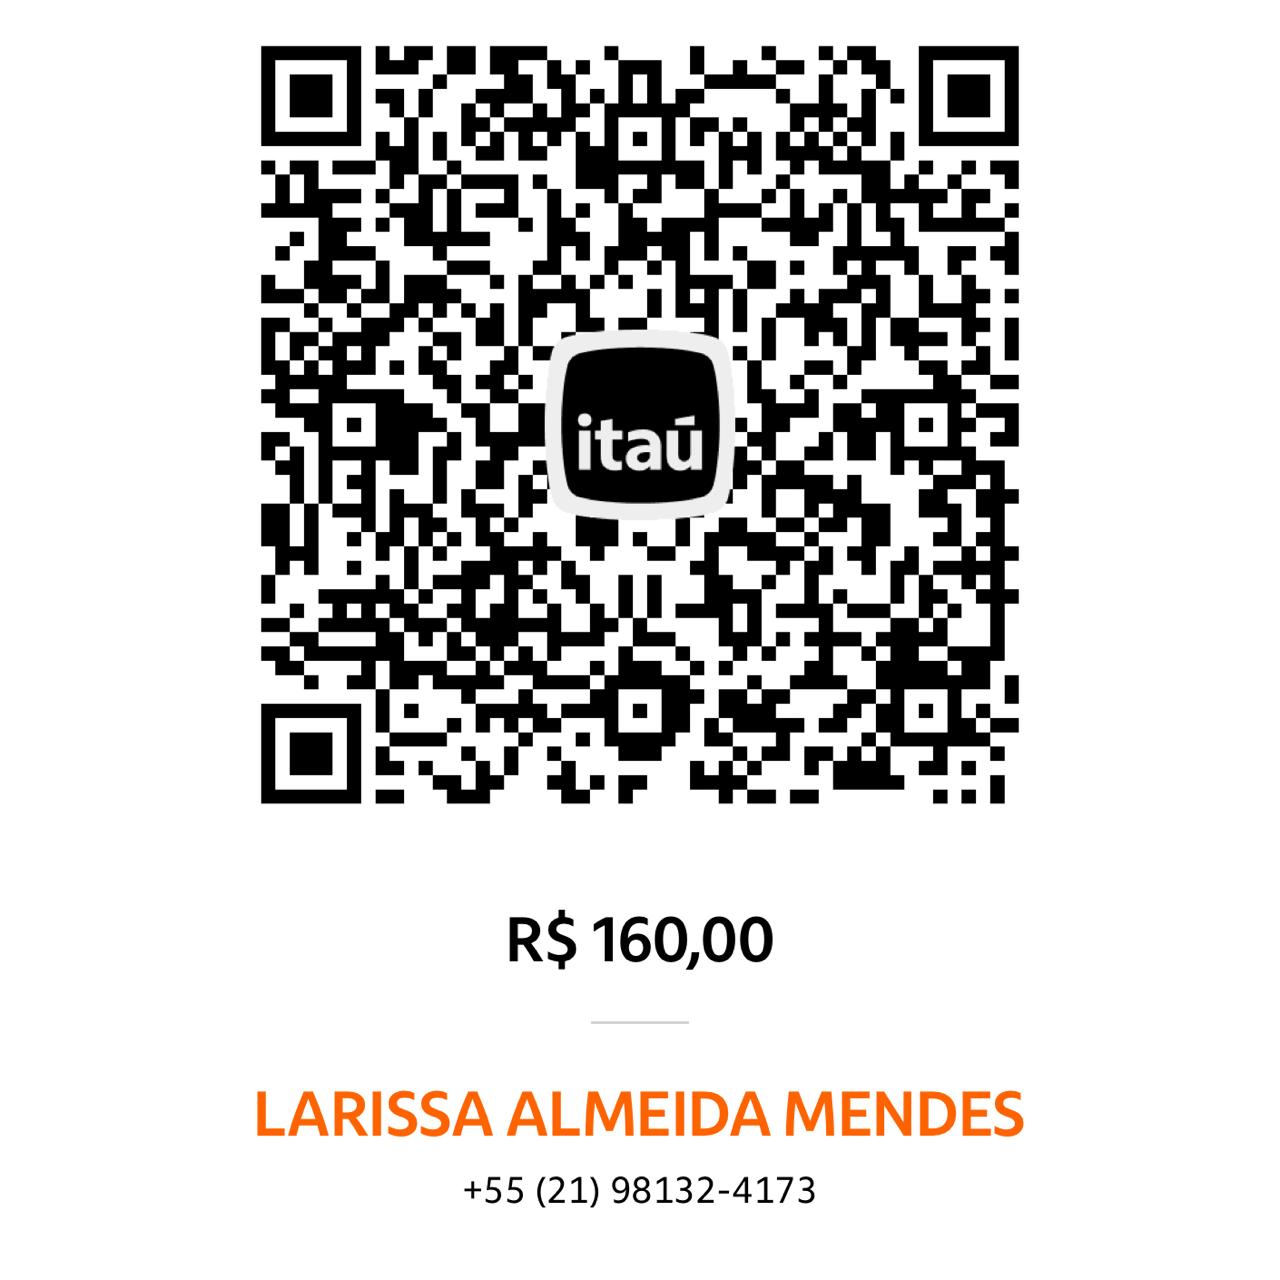 itaú
R$ 160,00
LARISSA ALMEIDA MENDES
+55 (21) 98132-4173